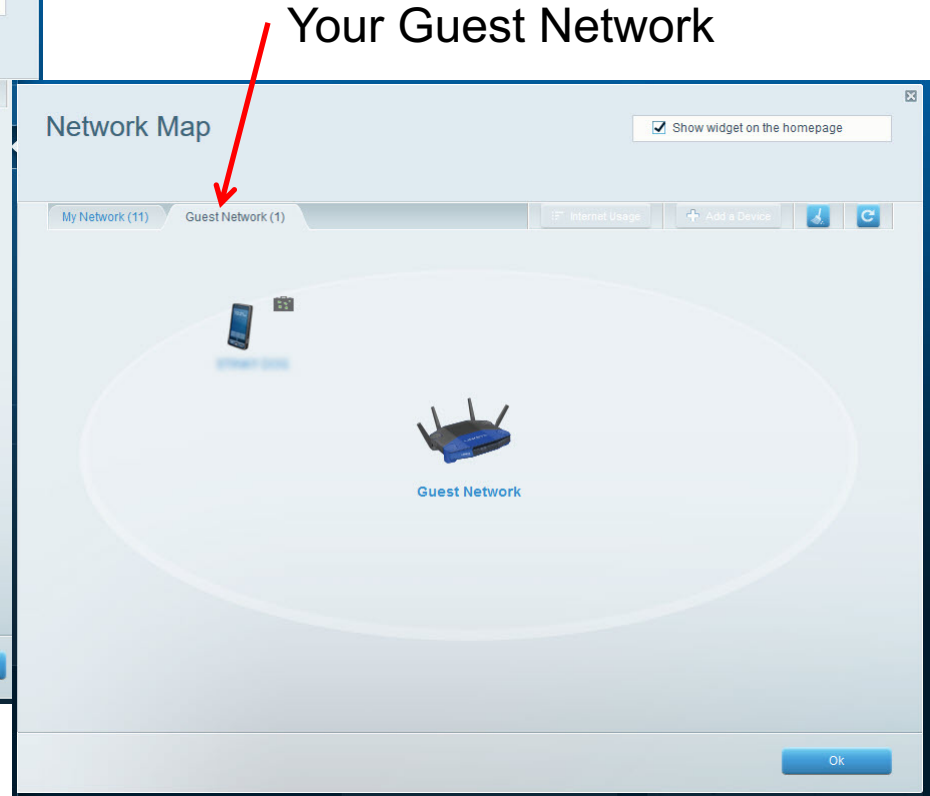 Your Guest Network
Network Map
Show widget on the homepage
My Network (11)
Guest Network (1)
Internet Usage
Add a Device
Guest Network
Ok